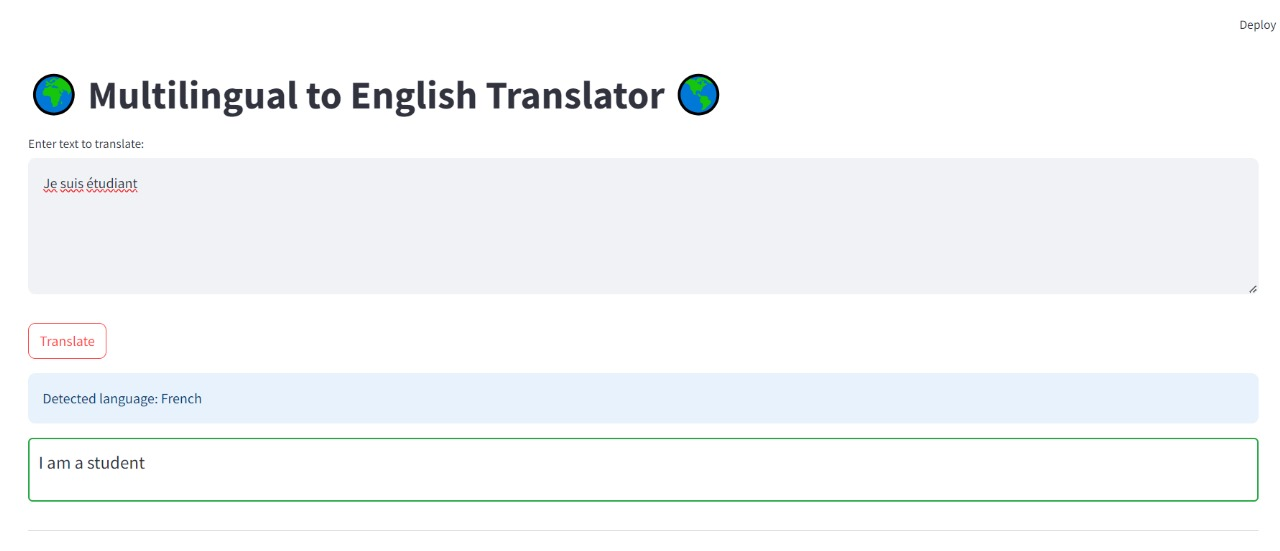 Deploy
Multilingual to English Translator
Enter text to translate:
Je suis étudiant
Translate
Detected language: French
I am a student